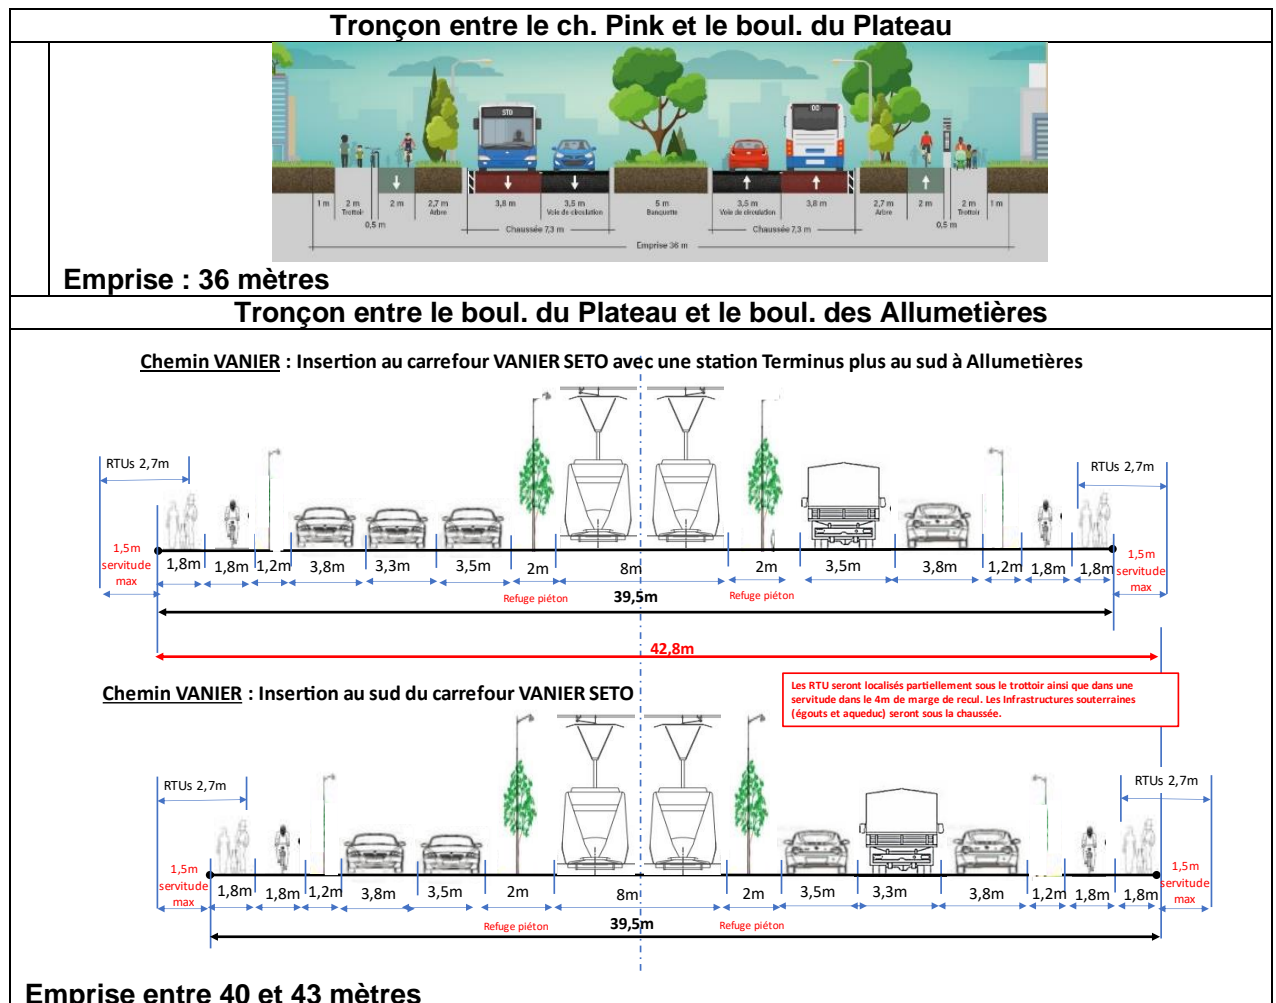 Tronçon entre le ch. Pink et le boul. du Plateau
STO
1 m 2 m 2 m 2,7 m 3,8 m 3,5 m 5 m 3,5 m 3,8 m 2,7 m 2 m 2 m 1 m
Trottoir Arbre Voie de circulation Banquette Voie de circulation Arbre Trottoir
0,5 m Chaussée 7,3 m Chaussée 7,3 m 0,5 m
Emprise 36 m
Emprise : 36 mètres
Tronçon entre le boul. du Plateau et le boul. des Allumetières
Chemin VANIER : Insertion au carrefour VANIER SETO avec une station Terminus plus au sud à Allumetières
RTUs 2,7m RTUs 2,7m
1,5m servitude max
1,8m 1,8m 1,2m 3,8m 3,3m 3,5m 2m 8m 2m 3,5m 3,8m 1,2m 1,8m 1,8m
1,5m servitude max
Refuge piéton 39,5m Refuge piéton
42,8m
Chemin VANIER : Insertion au sud du carrefour VANIER SETO
Les RTU seront localisés partiellement sous le trottoir ainsi que dans une
servitude dans le 4m de marge de recul. Les Infrastructures souterraines
(égouts et aqueduc) seront sous la chaussée.
RTUs 2,7m RTUs 2,7m
1,5m servitude max
1,8m 1,8m 1,2m 3,8m 3,5m 2m 8m 2m 3,5m 3,3m 3,8m 1,2m 1,8m 1,8m
1,5m servitude max
Refuge piéton 39,5m Refuge piéton
Emprise entre 40 et 43 mètres